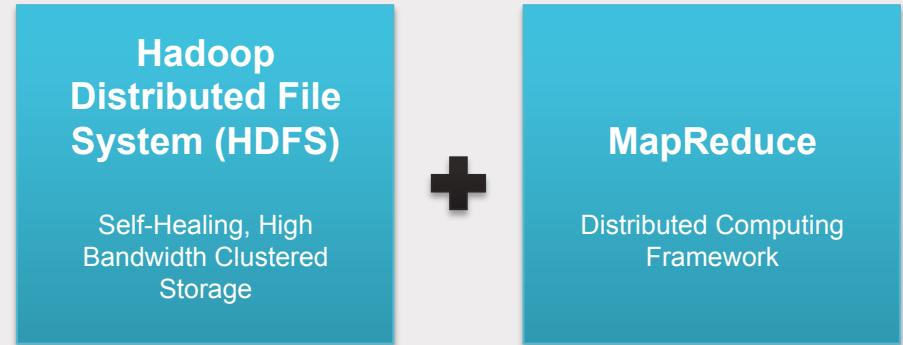 Hadoop
Distributed File
System (HDFS)
Self-Healing, High
Bandwidth Clustered
Storage
MapReduce
Distributed Computing
Framework